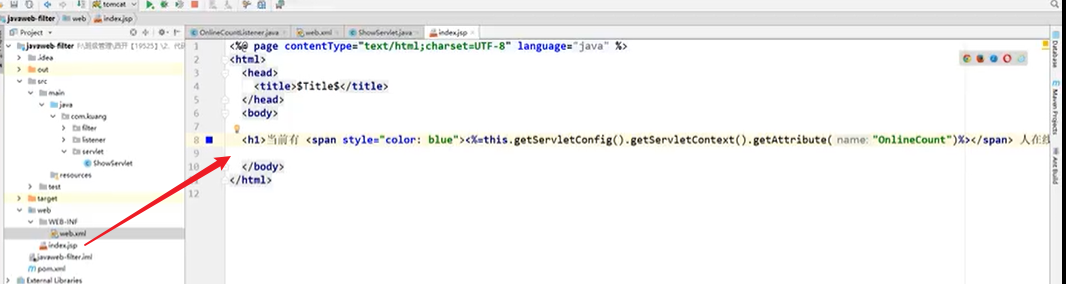 tomcat
javaweb-filter web index.jsp
Project
OnlineCountListener.java web.xml ShowServlet.java index.jsp
javaweb-filter
.idea
out
src
main
java
com.kuang
filter
listener
servlet
ShowServlet
resources
test
target
web
WEB-INF
web.xml
index.jsp
javaweb-filter.iml
pom.xml
External Libraries
1 <%@ page contentType="text/html;charset=UTF-8" language="java" %>
2 <html>
3 <head>
4 <title>$Title$</title>
5 </head>
6 <body>
7
8 <h1>当前有 <span style="color: blue"><%=this.getServletConfig().getServletContext().getAttribute( name: "OnlineCount")%></span> 人在线
9
10 </body>
11 </html>
12
Database
Maven Projects
Ant Build